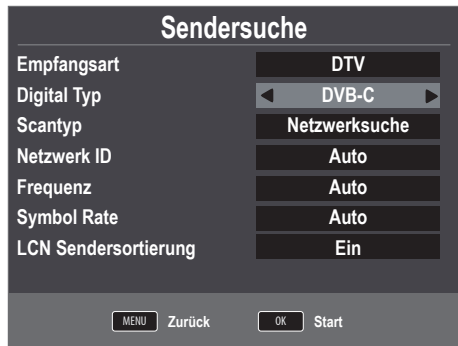 Sendersuche
Empfangsart DTV
Digital Typ DVB-C
Scantyp Netzwerksuche
Netzwerk ID Auto
Frequenz Auto
Symbol Rate Auto
LCN Sendersortierung Ein
MENU Zurück OK Start